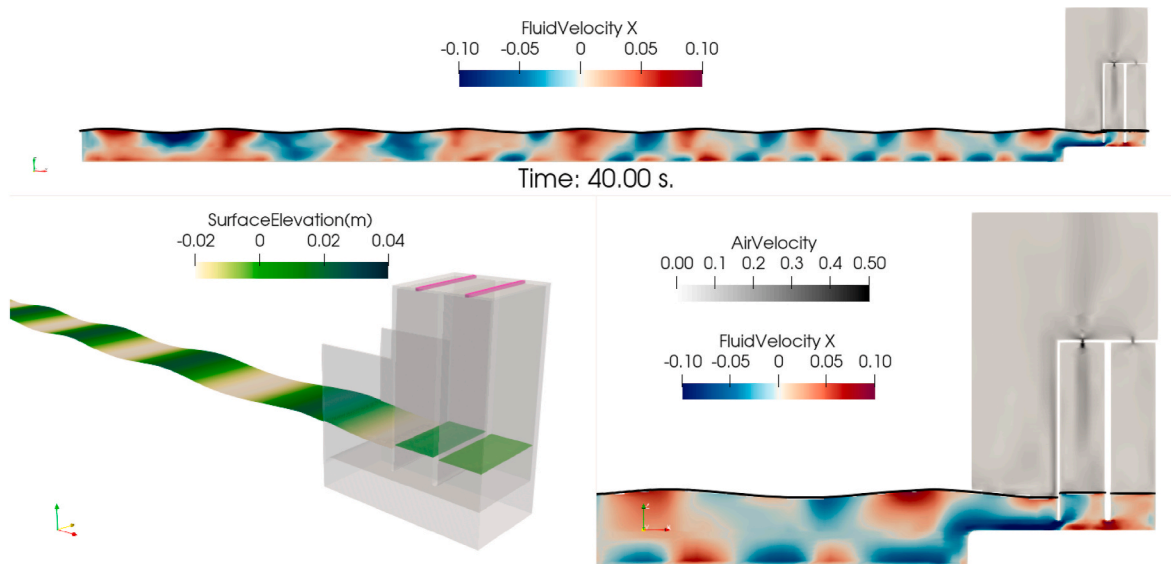 FluidVelocity X
-0.10 -0.05 0 0.05 0.10
Time: 40.00 s.
SurfaceElevation(m)
-0.02 0 0.02 0.04
AirVelocity
0.00 0.1 0.2 0.3 0.50
FluidVelocity X
-0.10 -0.05 0 0.05 0.10